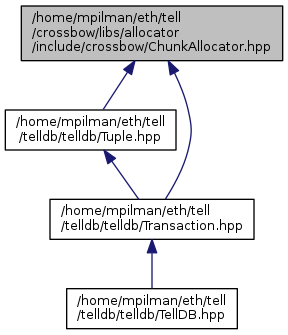 /home/mpilman/eth/tell
/crossbow/libs/allocator
/include/crossbow/ChunkAllocator.hpp
/home/mpilman/eth/tell
/telldb/telldb/Tuple.hpp
/home/mpilman/eth/tell
/telldb/telldb/Transaction.hpp
/home/mpilman/eth/tell
/telldb/telldb/TellDB.hpp